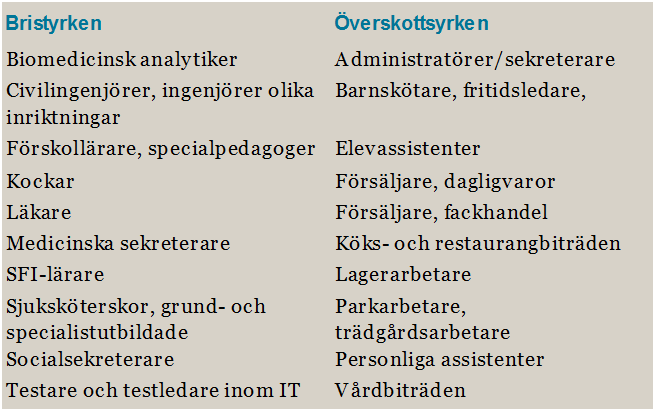 Bristyrken Överskottsyrken
Biomedicinsk analytiker Administratörer/sekreterare
Civilingenjörer, ingenjörer olika inriktningar Barnskötare, fritidsledare,
Förskollärare, specialpedagoger Elevassistenter
Kockar Försäljare, dagligvaror
Läkare Försäljare, fackhandel
Medicinska sekreterare Köks- och restaurangbiträden
SFI-lärare Lagerarbetare
Sjuksköterskor, grund- och Parkarbetare,
specialistutbildade trädgårdsarbetare
Socialsekreterare Personliga assistenter
Testare och testledare inom IT Vårdbiträden